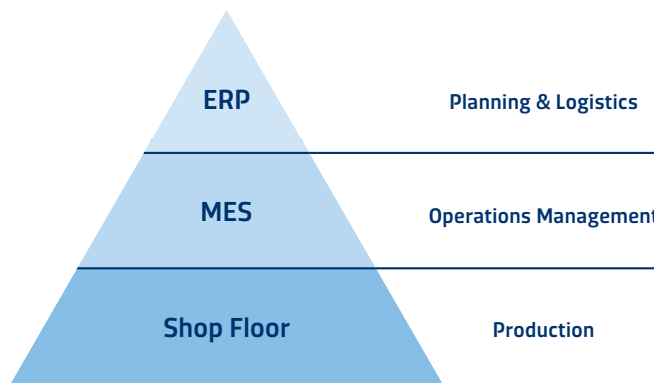 ERP
Planning & Logistics
MES
Operations Management
Shop Floor
Production